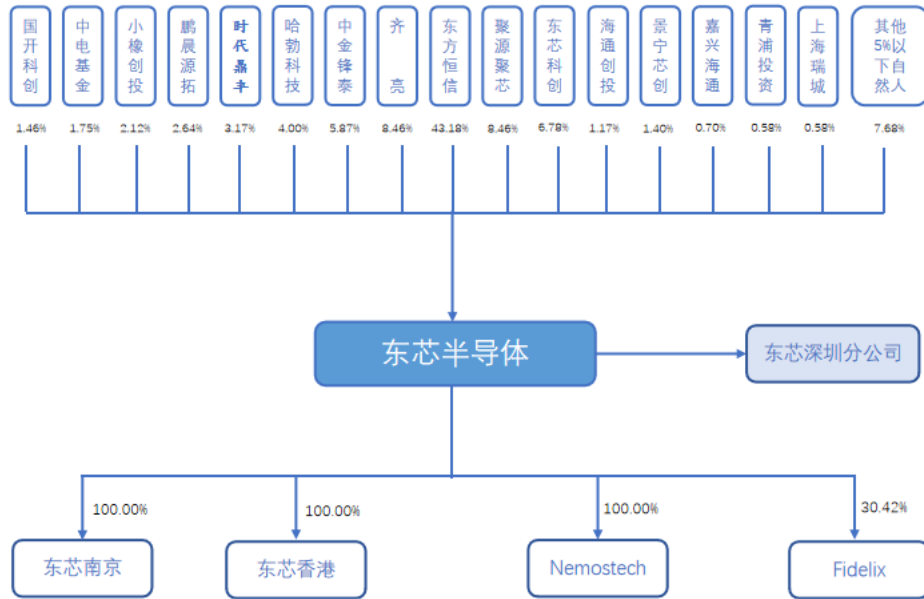 国开科创
中电基金
小橡创投
鹏晨源拓
时代鼎丰
哈勃科技
中金锋泰
齐亮
东方恒信
聚源聚芯
东芯科创
海通创投
景宁芯创
嘉兴海通
青浦投资
上海瑞城
其他
5%以
下自
然人
1.46%
1.75%
2.12%
2.64%
3.17%
4.00%
5.87%
8.46%
43.18%
8.46%
6.78%
1.17%
1.40%
0.70%
0.58%
0.58%
7.68%
东芯半导体
东芯深圳分公司
100.00%
100.00%
100.00%
30.42%
东芯南京
东芯香港
Nemostech
Fidelix